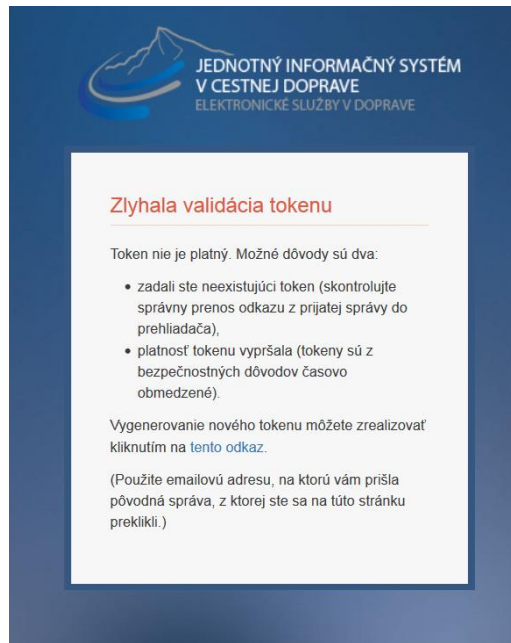 JEDNOTNÝ INFORMAČNÝ SYSTÉM
V CESTNEJ DOPRAVE
ELEKTRONICKÉ SLUŽBY V DOPRAVE
Zlyhala validácia tokenu
Token nie je platný. Možné dôvody sú dva:
• zadali ste neexistujúci token (skontrolujte
správny prenos odkazu z prijatej správy do
prehliadača),
• platnosť tokenu vypršala (tokeny sú z
bezpečnostných dôvodov časovo
obmedzené).
Vygenerovanie nového tokenu môžete zrealizovať
kliknutím na tento odkaz.
(Použite emailovú adresu, na ktorú vám prišla
pôvodná správa, z ktorej ste sa na túto stránku
preklikli.)